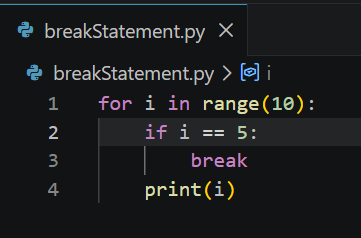 breakStatement.py ×
breakStatement.py > i
1 for i in range(10):
2     if i == 5:
3         break
4     print(i)